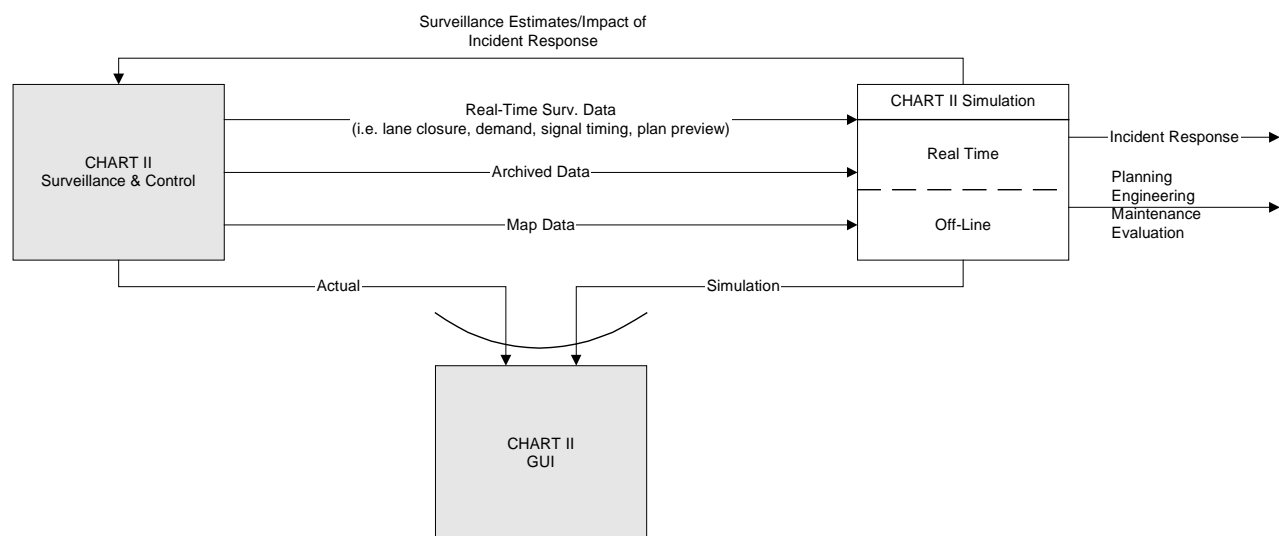 Surveillance Estimates/Impact of
Incident Response
CHART II
Surveillance & Control
Real-Time Surv. Data
(i.e. lane closure, demand, signal timing, plan preview)
Archived Data
Map Data
CHART II Simulation
Real Time
Off-Line
Incident Response
Planning
Engineering
Maintenance
Evaluation
Actual
Simulation
CHART II
GUI